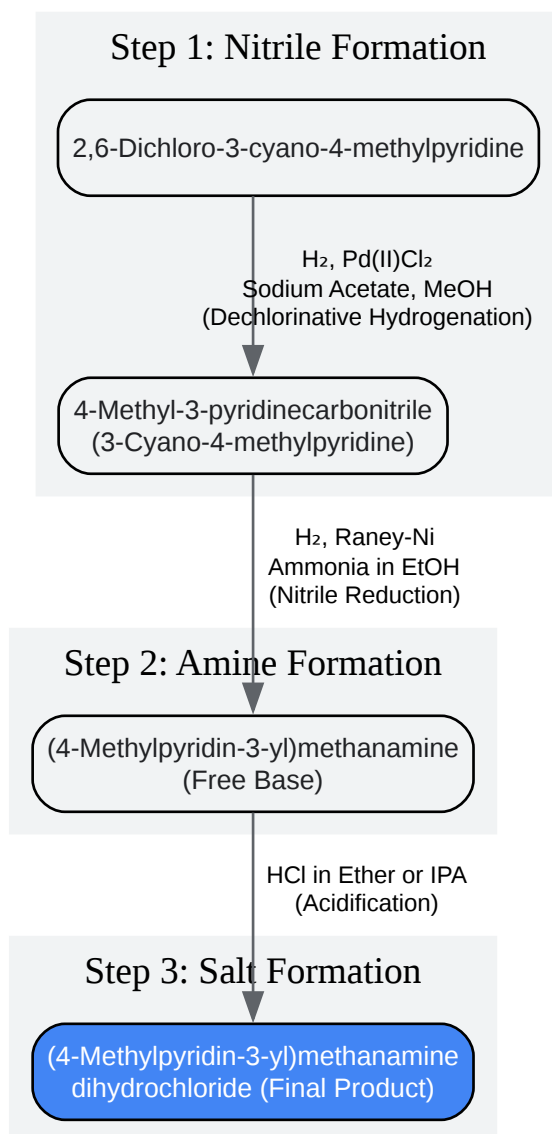 Step 1: Nitrile Formation
2,6-Dichloro-3-cyano-4-methylpyridine
H₂, Pd(II)Cl₂
Sodium Acetate, MeOH
(Dechlorinative Hydrogenation)
4-Methyl-3-pyridinecarbonitrile
(3-Cyano-4-methylpyridine)
H₂, Raney-Ni
Ammonia in EtOH
(Nitrile Reduction)
Step 2: Amine Formation
(4-Methylpyridin-3-yl)methanamine
(Free Base)
HCl in Ether or IPA
(Acidification)
Step 3: Salt Formation
(4-Methylpyridin-3-yl)methanamine
dihydrochloride (Final Product)